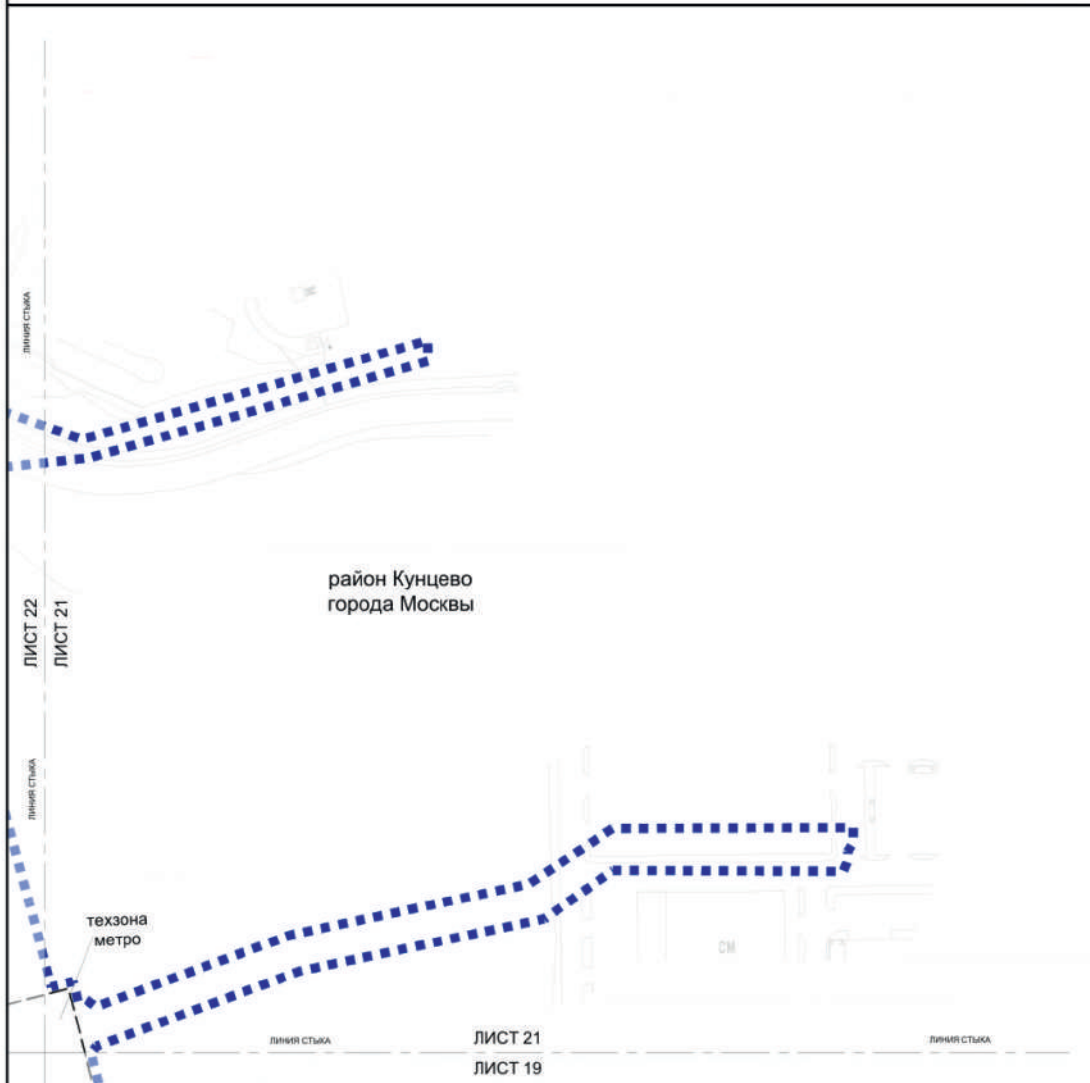 ЛИНИЯ СТЫКА
район Кунцево
города Москвы
ЛИСТ 22
ЛИСТ 21
ЛИНИЯ СТЫКА
техзона
метро
СМ
ЛИНИЯ СТЫКА
ЛИСТ 21
ЛИНИЯ СТЫКА
ЛИСТ 19